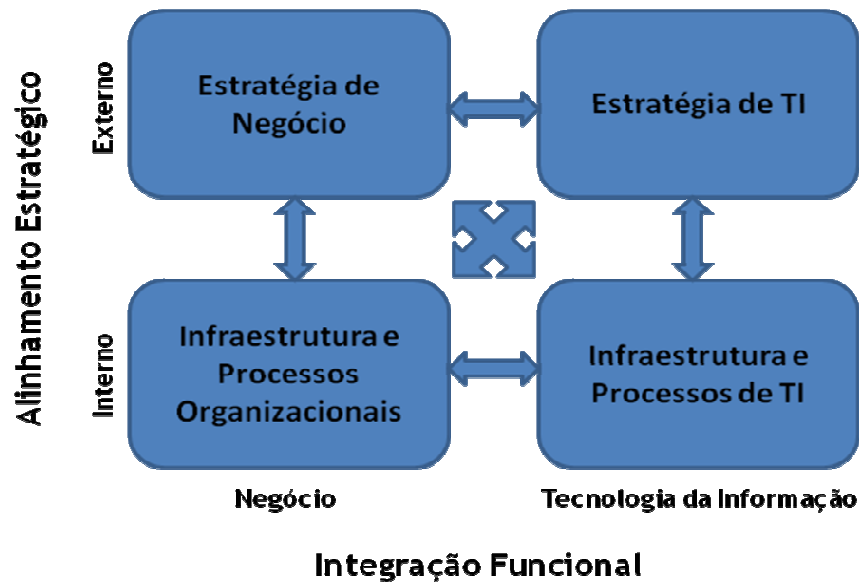 Alinhamento Estratégico
Externo
Estratégia de
Negócio
Estratégia de TI
Interno
Infraestrutura e
Processos
Organizacionais
Infraestrutura e
Processos de TI
Negócio
Tecnologia da Informação
Integração Funcional